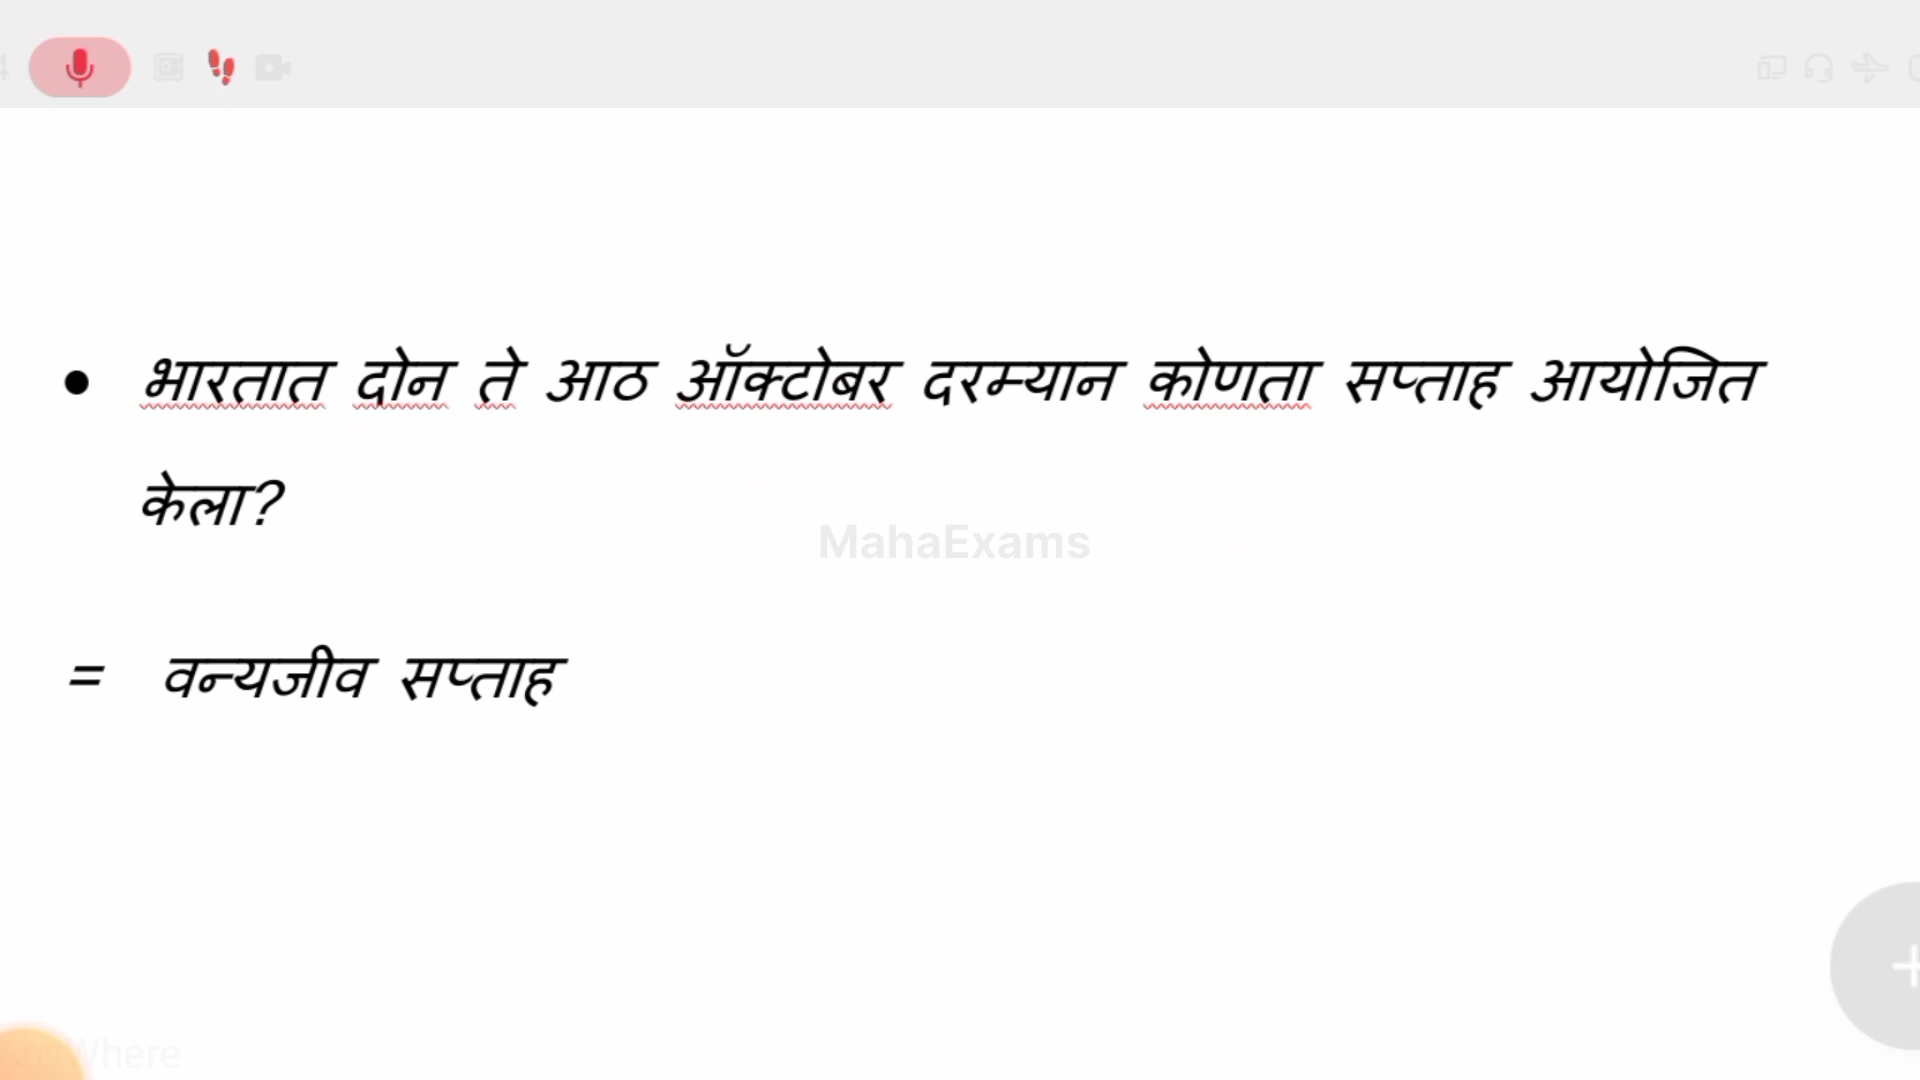 • भारतात दोन ते आठ ऑक्टोबर दरम्यान कोणता सप्ताह आयोजित
केला?
MahaExams
= वन्यजीव सप्ताह